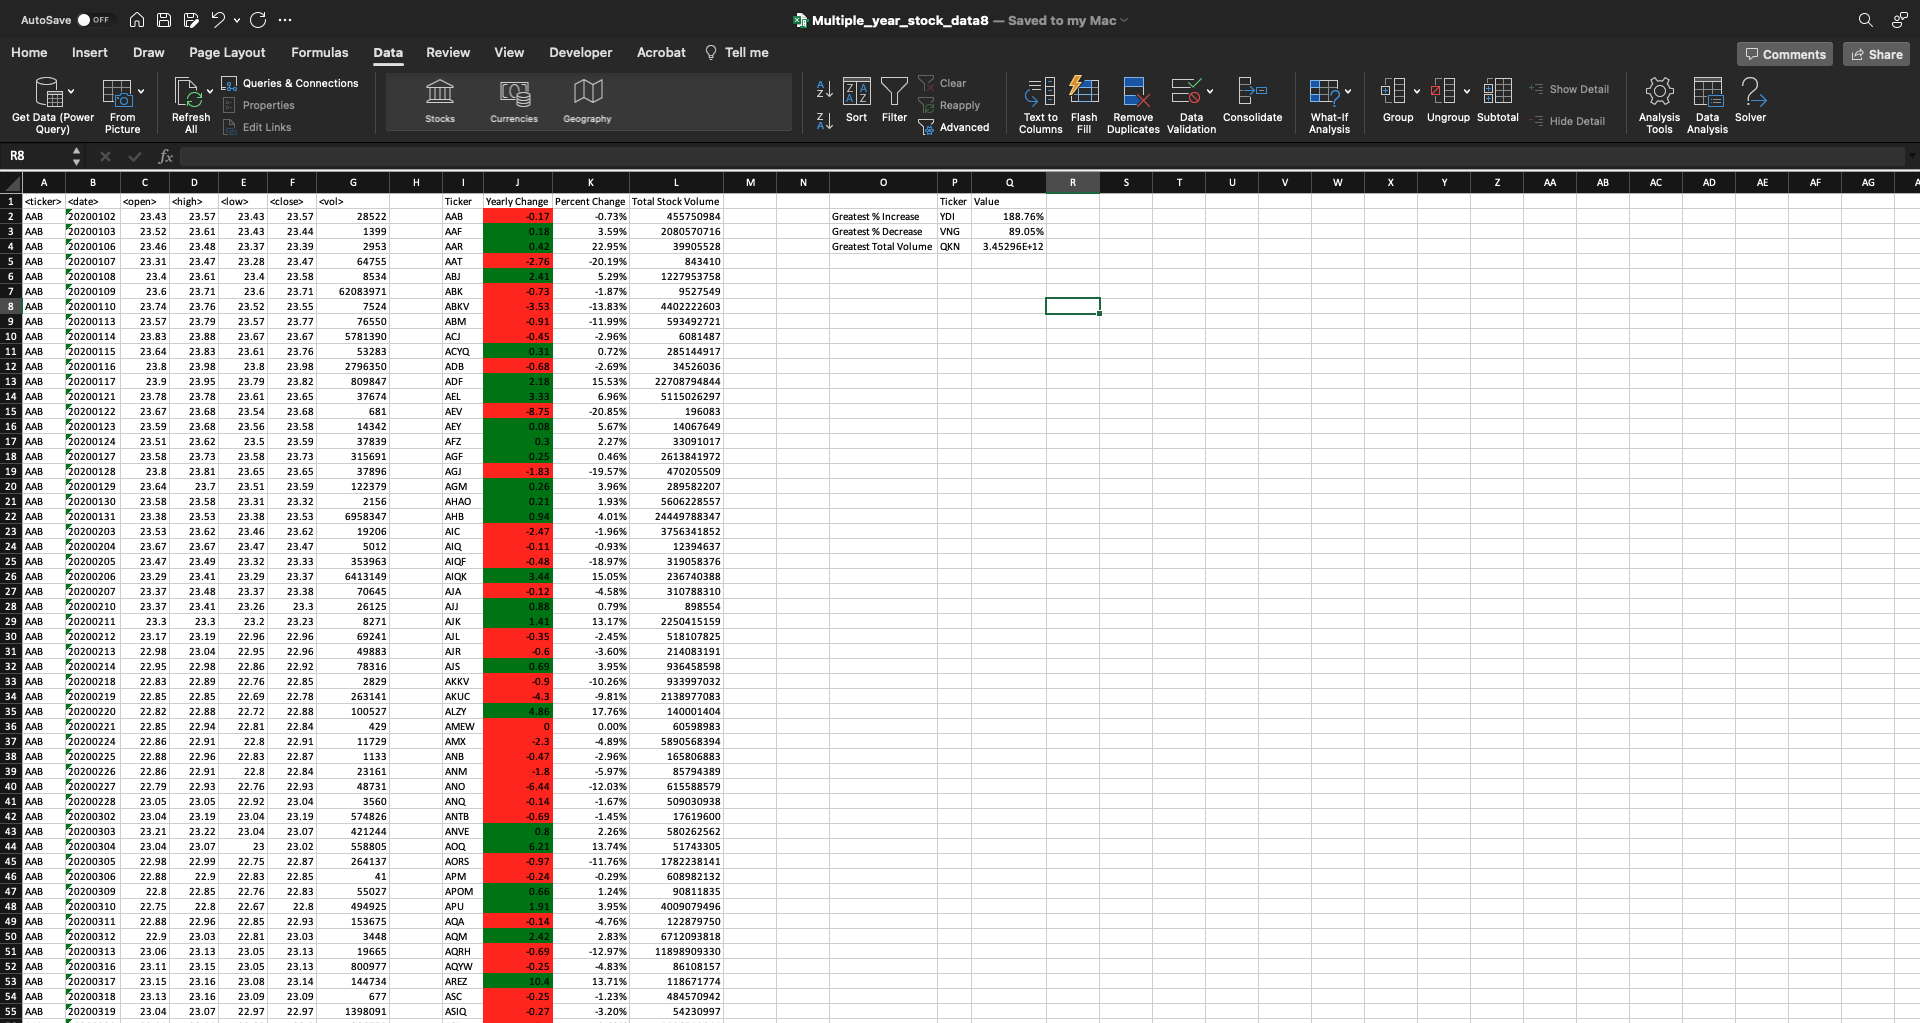 AutoSave OFF Multiple_year_stock_data8 — Saved to my Mac
Home Insert Draw Page Layout Formulas Data Review View Developer Acrobat Tell me Comments Share
Get Data (Power Query) From Picture Refresh All Queries & Connections Properties Edit Links Stocks Currencies Geography Sort Filter Clear Reapply Advanced Text to Columns Flash Fill Remove Duplicates Data Validation Consolidate What-If Analysis Group Ungroup Subtotal Show Detail Hide Detail Analysis Tools Data Analysis Solver
R8 fx
A B C D E F G H I J K L M N O P Q R S T U V W X Y Z AA AB AC AD AE AF AG A
1 <ticker> <date> <open> <high> <low> <close> <vol> Ticker Yearly Change Percent Change Total Stock Volume Ticker Value
2 AAB 20200102 23.43 23.57 23.43 23.57 28522 AAB -0.17 -0.73% 455750984 Greatest % Increase YDI 188.76%
3 AAB 20200103 23.52 23.61 23.43 23.44 1399 AAF 0.18 3.59% 2080570716 Greatest % Decrease VNG 89.05%
4 AAB 20200106 23.46 23.48 23.37 23.39 2953 AAR 0.42 22.95% 39905528 Greatest Total Volume QKN 3.45296E+12
5 AAB 20200107 23.31 23.47 23.28 23.47 64755 AAT -2.76 -20.19% 843410
6 AAB 20200108 23.4 23.61 23.4 23.58 8534 ABJ 2.41 5.29% 1227953758
7 AAB 20200109 23.6 23.71 23.6 23.71 62083971 ABK -0.73 -1.87% 9527549
8 AAB 20200110 23.74 23.76 23.52 23.55 7524 ABKV -3.53 -13.83% 4402222603
9 AAB 20200113 23.57 23.79 23.57 23.77 76550 ABM -0.91 -11.99% 593492721
10 AAB 20200114 23.83 23.88 23.67 23.67 5781390 ACJ -0.45 -2.96% 6081487
11 AAB 20200115 23.64 23.83 23.61 23.76 53283 ACYQ 0.31 0.72% 285144917
12 AAB 20200116 23.8 23.98 23.8 23.98 2796350 ADB -0.68 -2.69% 34526036
13 AAB 20200117 23.9 23.95 23.79 23.82 809847 ADF 2.18 15.53% 22708794844
14 AAB 20200121 23.78 23.78 23.61 23.65 37674 AEL 3.33 6.96% 5115026297
15 AAB 20200122 23.67 23.68 23.54 23.68 681 AEV -8.75 -20.85% 196083
16 AAB 20200123 23.59 23.68 23.56 23.58 14342 AEY 0.08 5.67% 14067649
17 AAB 20200124 23.51 23.62 23.5 23.59 37839 AFZ 0.3 2.27% 33091017
18 AAB 20200127 23.58 23.73 23.58 23.73 315691 AGF 0.25 0.46% 2613841972
19 AAB 20200128 23.8 23.81 23.65 23.65 37896 AGJ -1.83 -19.57% 470205509
20 AAB 20200129 23.64 23.7 23.51 23.59 122379 AGM 0.26 3.96% 289582207
21 AAB 20200130 23.58 23.58 23.31 23.32 2156 AHAO 0.21 1.93% 5606228557
22 AAB 20200131 23.38 23.53 23.38 23.53 6958347 AHB 0.94 4.01% 24449788347
23 AAB 20200203 23.53 23.62 23.46 23.62 19206 AIC -2.47 -1.96% 3756341852
24 AAB 20200204 23.67 23.67 23.47 23.47 5012 AIQ -0.11 -0.93% 12394637
25 AAB 20200205 23.47 23.49 23.32 23.33 353963 AIQF -0.48 -18.97% 319058376
26 AAB 20200206 23.29 23.41 23.29 23.37 6413149 AIQK 3.44 15.05% 236740388
27 AAB 20200207 23.37 23.48 23.37 23.38 70645 AJA -0.12 -4.58% 310788310
28 AAB 20200210 23.37 23.41 23.26 23.3 26125 AJJ 0.88 0.79% 898554
29 AAB 20200211 23.3 23.3 23.2 23.23 8271 AJK 1.41 13.17% 2250415159
30 AAB 20200212 23.17 23.19 22.96 22.96 69241 AJL -0.35 -2.45% 518107825
31 AAB 20200213 22.98 23.04 22.95 22.96 49883 AJR -0.6 -3.60% 214083191
32 AAB 20200214 22.95 22.98 22.86 22.92 78316 AJS 0.69 3.95% 936458598
33 AAB 20200218 22.83 22.89 22.76 22.85 2829 AKKV -0.9 -10.26% 933997032
34 AAB 20200219 22.85 22.85 22.69 22.78 263141 AKUC -4.3 -9.81% 2138977083
35 AAB 20200220 22.82 22.88 22.72 22.88 100527 ALZY 4.86 17.76% 140001404
36 AAB 20200221 22.85 22.94 22.81 22.84 429 AMEW 0 0.00% 60598983
37 AAB 20200224 22.86 22.91 22.8 22.91 11729 AMX -2.3 -4.89% 5890568394
38 AAB 20200225 22.88 22.96 22.83 22.87 1133 ANB -0.47 -2.96% 165806883
39 AAB 20200226 22.86 22.91 22.8 22.84 23161 ANM -1.8 -5.97% 85794389
40 AAB 20200227 22.79 22.93 22.76 22.93 48731 ANO -6.44 -12.03% 615588579
41 AAB 20200228 23.05 23.05 22.92 23.04 3560 ANQ -0.14 -1.67% 509030938
42 AAB 20200302 23.04 23.19 23.04 23.19 574826 ANTB -0.69 -1.45% 17619600
43 AAB 20200303 23.21 23.22 23.04 23.07 421244 ANVE 0.8 2.26% 580262562
44 AAB 20200304 23.04 23.07 23 23.02 558805 AOQ 6.21 13.74% 51743305
45 AAB 20200305 22.98 22.99 22.75 22.87 264137 AORS -0.97 -11.76% 1782238141
46 AAB 20200306 22.88 22.9 22.83 22.85 41 APM -0.24 -0.29% 608982132
47 AAB 20200309 22.8 22.85 22.76 22.83 55027 APOM 0.66 1.24% 90811835
48 AAB 20200310 22.75 22.8 22.67 22.8 494925 APU 1.91 3.95% 4009079496
49 AAB 20200311 22.88 22.96 22.85 22.93 153675 AQA -0.14 -4.76% 122879750
50 AAB 20200312 22.9 23.03 22.81 23.03 3448 AQM 2.42 2.83% 6712093818
51 AAB 20200313 23.06 23.13 23.05 23.13 19665 AQRH -0.69 -12.97% 11898909330
52 AAB 20200316 23.11 23.15 23.05 23.13 800977 AQYW -0.25 -4.83% 86108157
53 AAB 20200317 23.15 23.16 23.08 23.14 144734 AREZ 10.4 13.71% 118671774
54 AAB 20200318 23.13 23.16 23.09 23.09 677 ASC -0.25 -1.23% 484570942
55 AAB 20200319 23.04 23.07 22.97 22.97 1398091 ASIQ -0.27 -3.20% 54230997